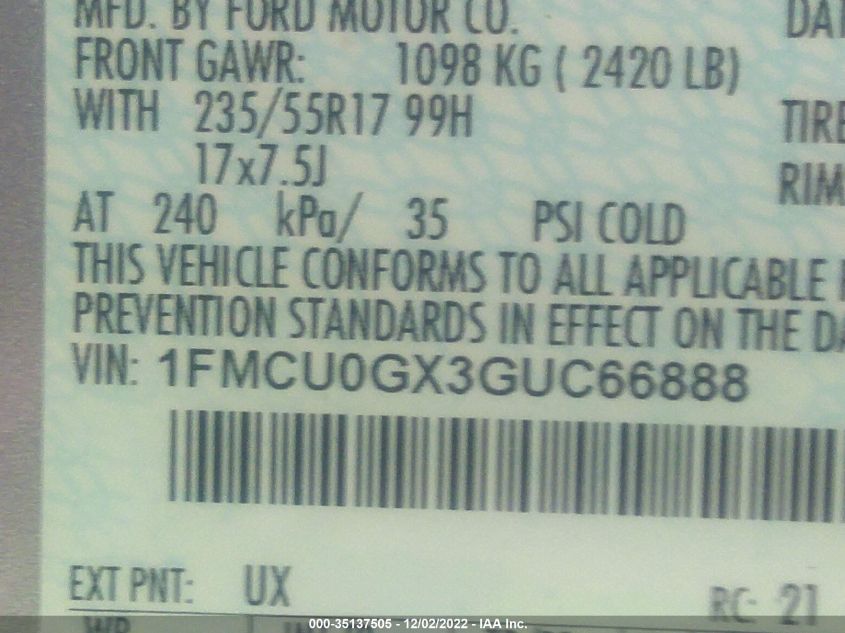 MFD. BY FORD MOTOR CO.
FRONT GAWR: 1098 KG ( 2420 LB)
WITH 235/55R17 99H
17x7.5J
AT 240 kPa/ 35 PSI COLD
THIS VEHICLE CONFORMS TO ALL APPLICABLE
PREVENTION STANDARDS IN EFFECT ON THE
VIN: 1FMCU0GX3GUC66888
EXT PNT: UX RC: 21
000-35137505 - 12/02/2022 - IAA Inc.